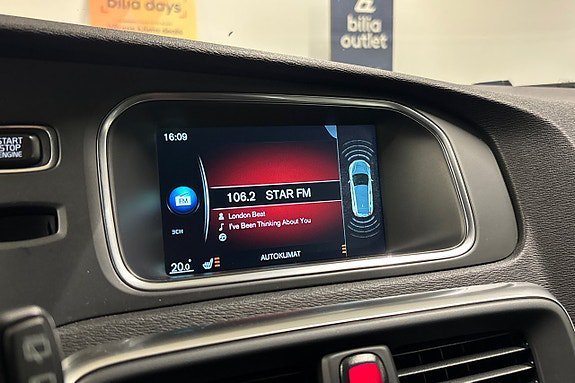 bilia days
bilia
outlet
START
STOP
ENGINE
16:09
FM
106.2 STAR FM
London Beat
I've Been Thinking About You
20.0
AUTOKLIMAT